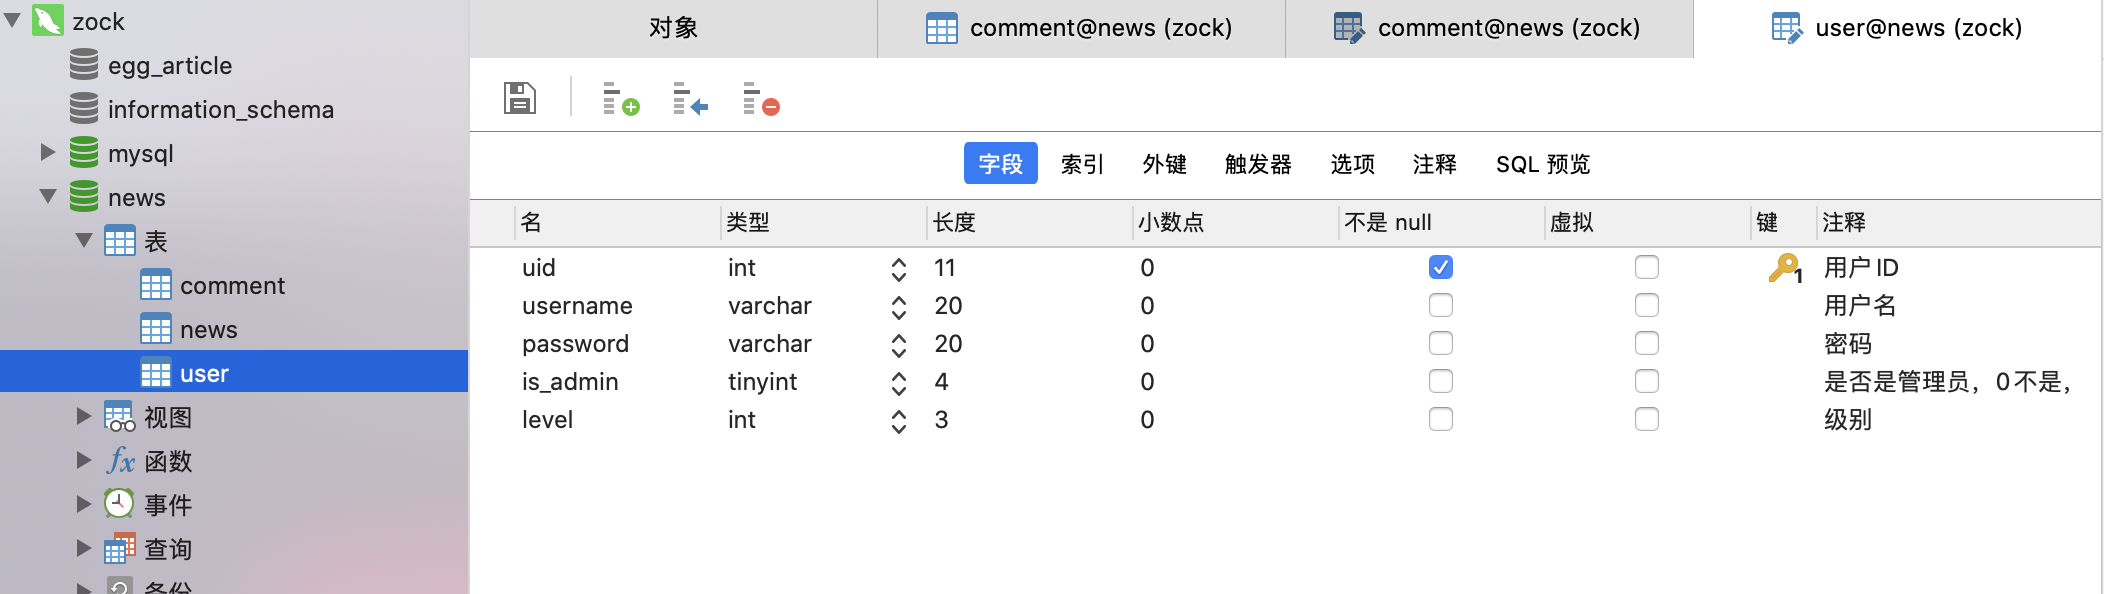 zock
egg_article
information_schema
mysql
news
表
comment
news
user
视图
函数
事件
查询
备份
对象 comment@news (zock) comment@news (zock) user@news (zock)
字段 索引 外键 触发器 选项 注释 SQL 预览
名 类型 长度 小数点 不是 null 虚拟 键 注释
uid int 11 0 1 用户ID
username varchar 20 0 用户名
password varchar 20 0 密码
is_admin tinyint 4 0 是否是管理员，0不是，
level int 3 0 级别